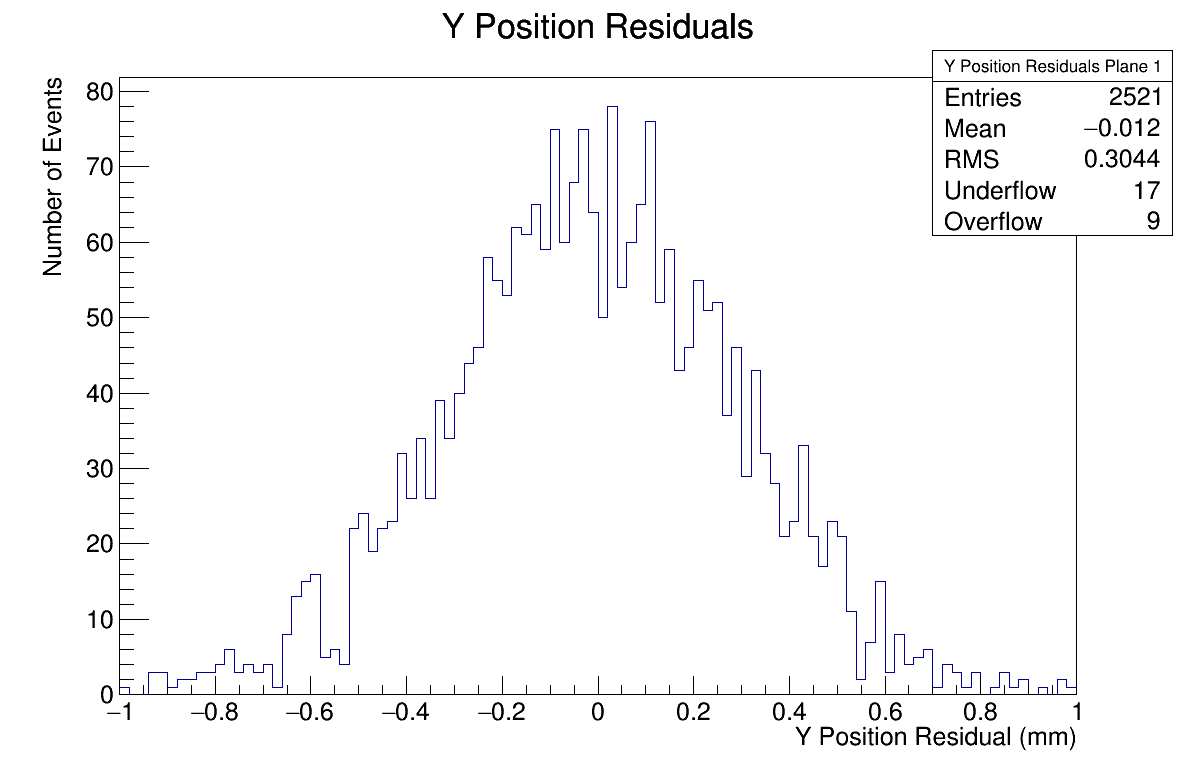 Y Position Residuals
Y Position Residuals Plane 1
Entries 2521
Mean −0.012
RMS 0.3044
Underflow 17
Overflow 9
Number of Events
80
70
60
50
40
30
20
10
0
−1 −0.8 −0.6 −0.4 −0.2 0 0.2 0.4 0.6 0.8 1
Y Position Residual (mm)